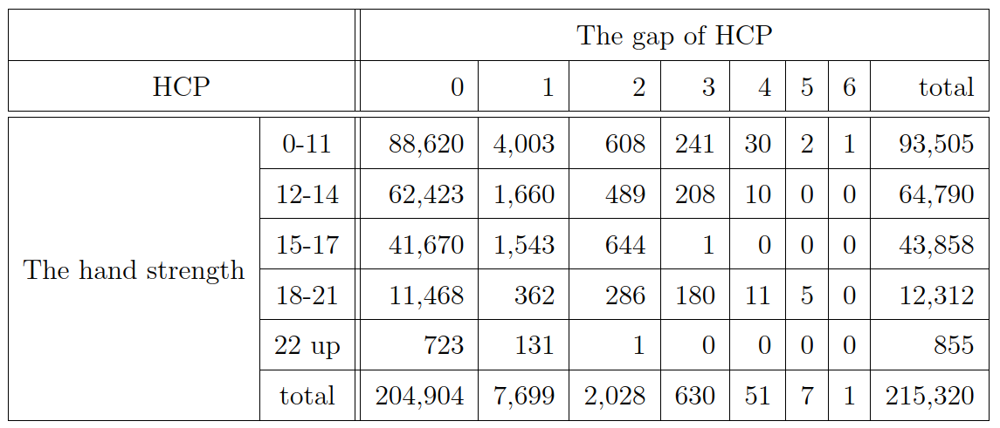 The gap of HCP
HCP 0 1 2 3 4 5 6 total
0-11 88,620 4,003 608 241 30 2 1 93,505
12-14 62,423 1,660 489 208 10 0 0 64,790
15-17 41,670 1,543 644 1 0 0 0 43,858
The hand strength
18-21 11,468 362 286 180 11 5 0 12,312
22 up 723 131 1 0 0 0 0 855
total 204,904 7,699 2,028 630 51 7 1 215,320